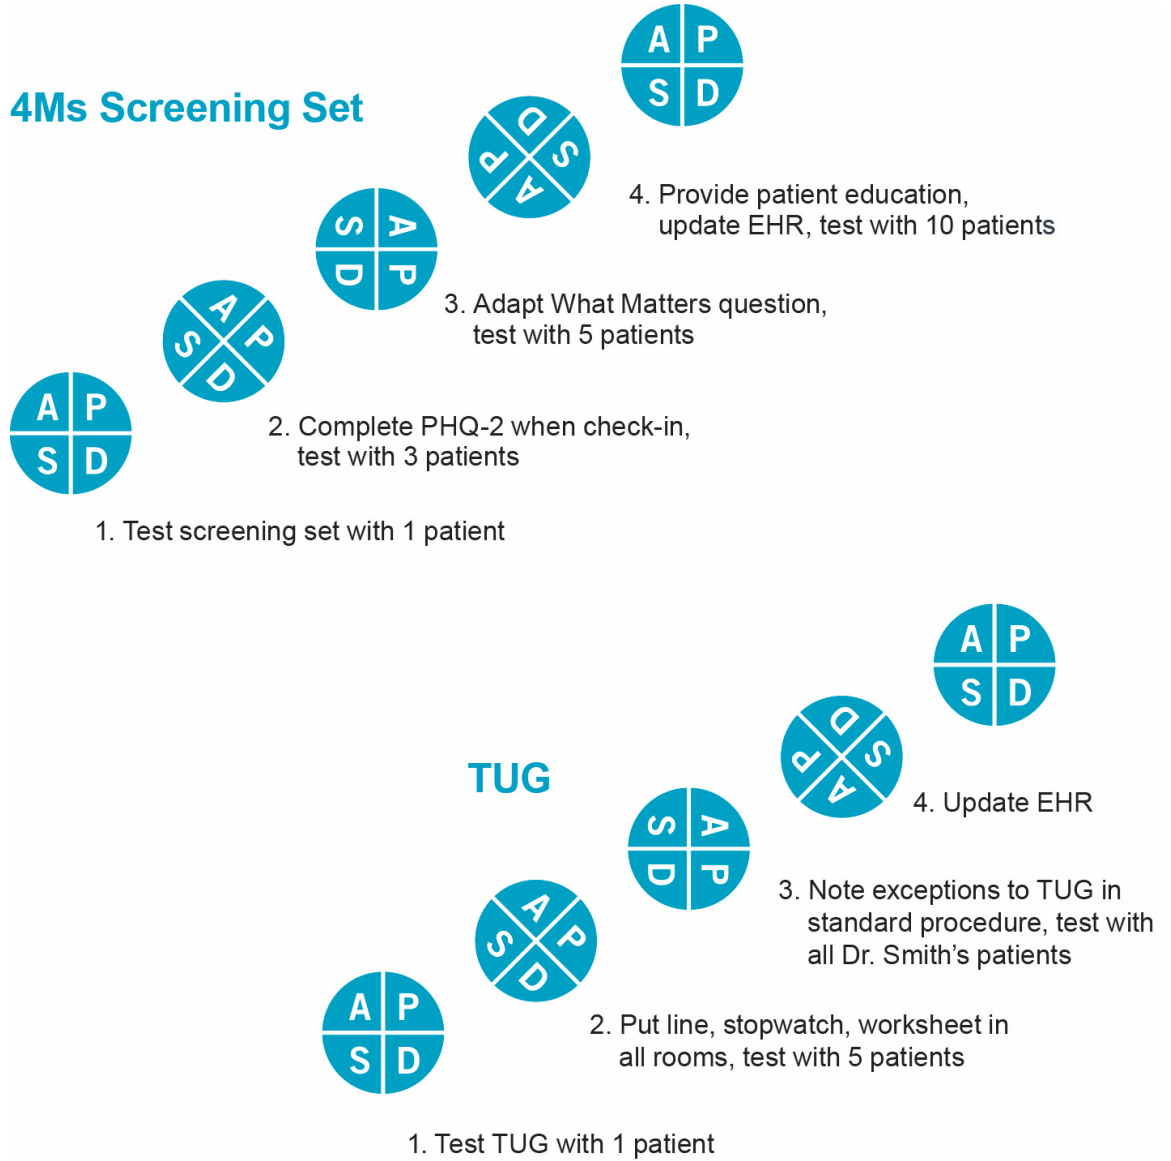 4Ms Screening Set
A P
S D
D
P S
A
4. Provide patient education,
update EHR, test with 10 patients
S A
D P
3. Adapt What Matters question,
test with 5 patients
A
S P
D
2. Complete PHQ-2 when check-in,
test with 3 patients
A P
S D
1. Test screening set with 1 patient
TUG
A P
S D
D
P S
A
4. Update EHR
S A
D P
3. Note exceptions to TUG in
standard procedure, test with
all Dr. Smith’s patients
A
S P
D
2. Put line, stopwatch, worksheet in
all rooms, test with 5 patients
A P
S D
1. Test TUG with 1 patient